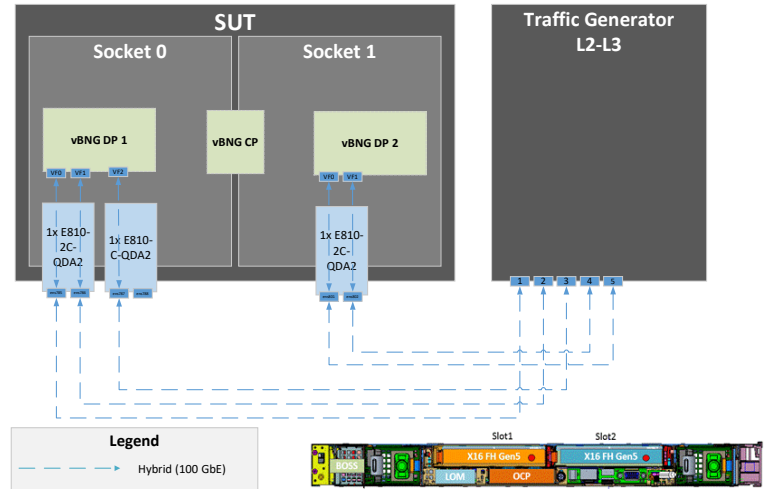 SUT
Socket 0
Socket 1
vBNG DP 1
vBNG CP
vBNG DP 2
VF0
VF1
VF2
VF0
VF1
1x E810-
2C-
QDA2
1x E810-
C-QDA2
1x E810-
2C-
QDA2
Traffic Generator
L2-L3
1
2
3
4
5
Legend
Hybrid (100 GbE)
Slot1
Slot2
BOSS
X16 FH Gen5
X16 FH Gen5
LOM
OCP